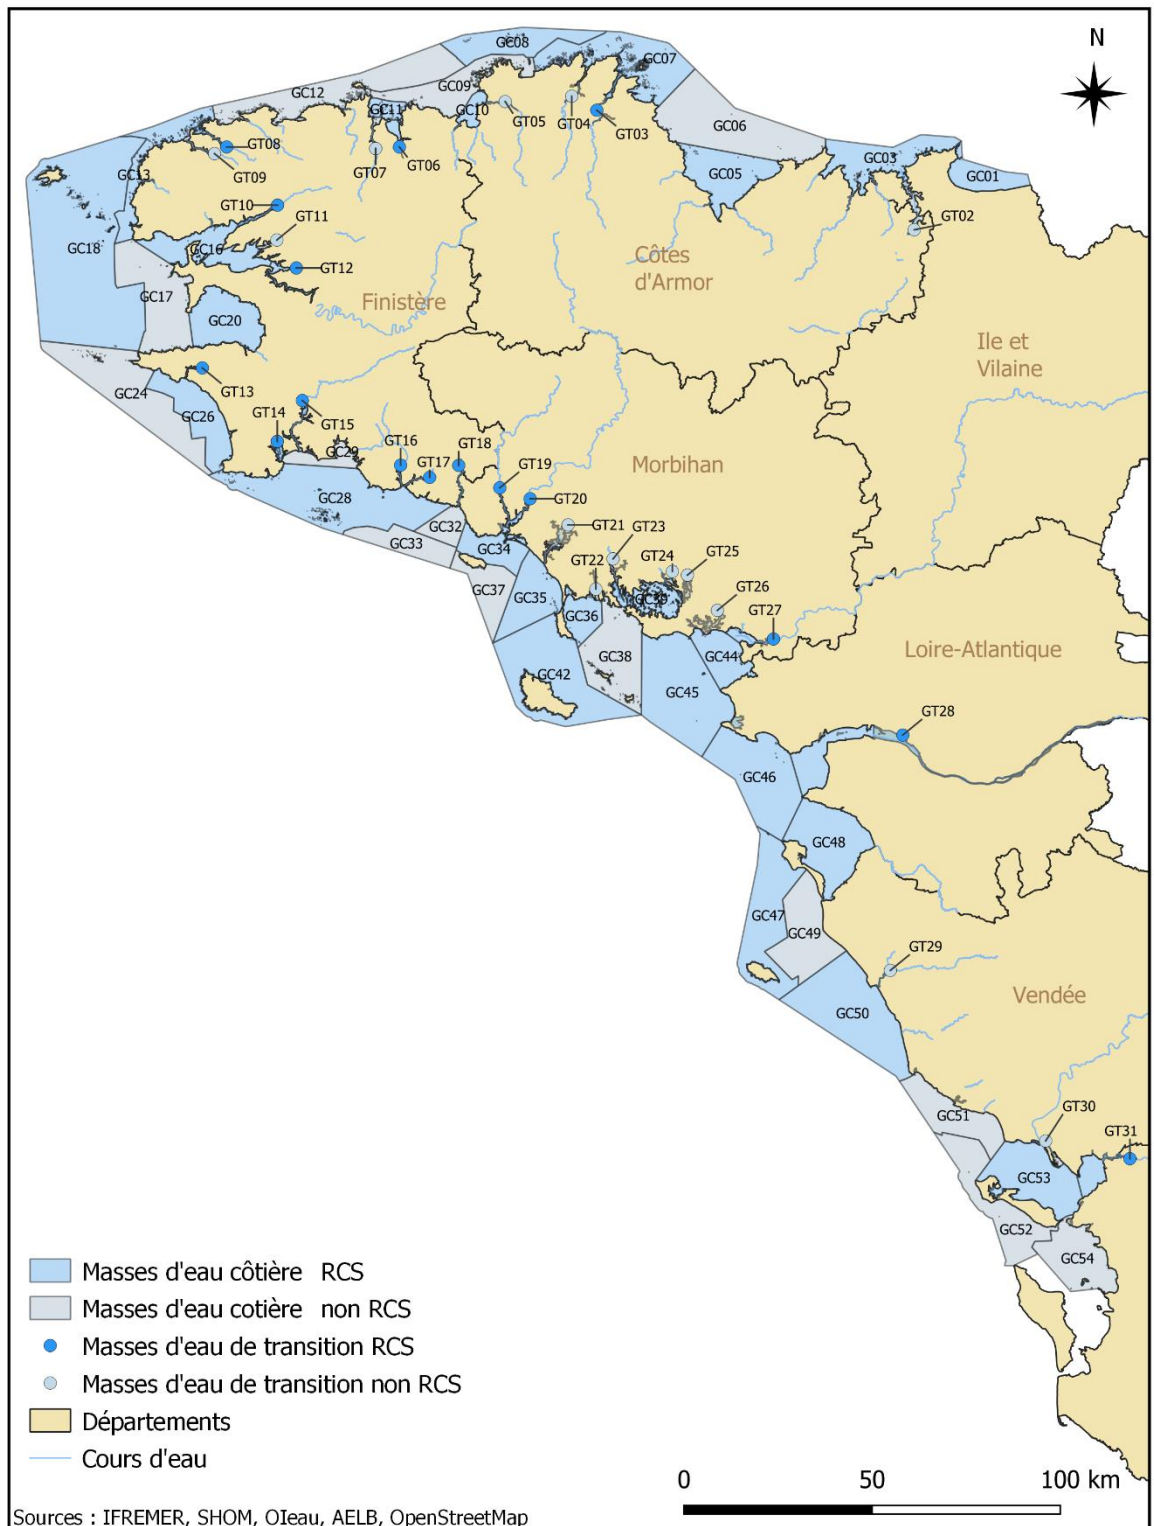 N
GC08
GC07
GC12
GC09
GC11
GC10
GT05
GT04
GT03
GC06
GT08
GT09
GT07
GT06
GC03
GC05
GC01
GC13
GT10
GT11
GT02
GC18
GC16
GT12
Côtes
d'Armor
GC17
Finistère
GC20
Ile et
Vilaine
GC24
GT13
GC26
GT14
GT15
GC29
GT16
GT17
GT18
GT19
Morbihan
GC28
GT20
GC32
GC33
GC34
GT21
GT23
GT22
GT24
GT25
GC37
GC35
GC36
GC39
GT26
GT27
GC38
GC44
Loire-Atlantique
GC42
GC45
GT28
GC46
GC48
GC47
GC49
GT29
Vendée
GC50
GC51
GT30
GT31
GC53
GC52
GC54
Masses d'eau côtière RCS
Masses d'eau cotière non RCS
Masses d'eau de transition RCS
Masses d'eau de transition non RCS
Départements
Cours d'eau
0 50 100 km
Sources : IFREMER, SHOM, OIeau, AELB, OpenStreetMap